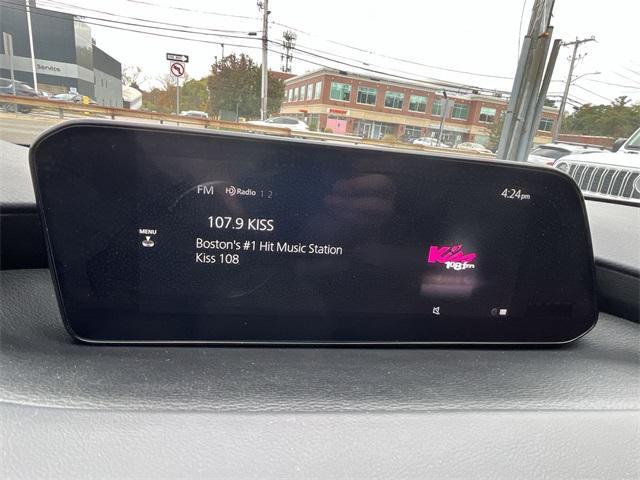 Service
FM HD Radio 1 2
4:24pm
107.9 KISS
MENU
Boston's #1 Hit Music Station
Kiss 108
Kiss
108fm